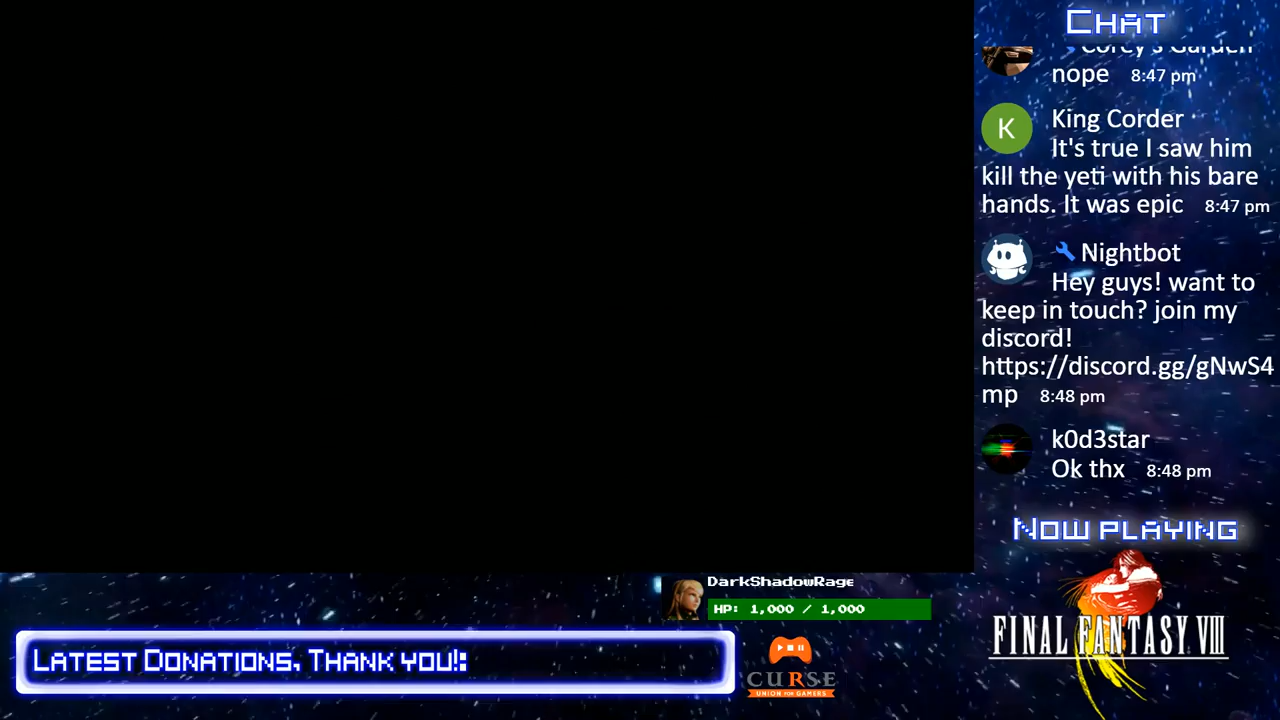 CHAT
Corey's Garden
nope 8:47 pm
K
King Corder
It's true I saw him
kill the yeti with his bare
hands. It was epic 8:47 pm
Nightbot
Hey guys! want to
keep in touch? join my
discord!
https://discord.gg/gNwS4
mp 8:48 pm
k0d3star
Ok thx 8:48 pm
NOW PLAYING
FINAL FANTASY VIII
DarkShadowRage
HP: 1,000 / 1,000
LATEST DONATIONS, THANK YOU!:
CURSE
UNION FOR GAMERS